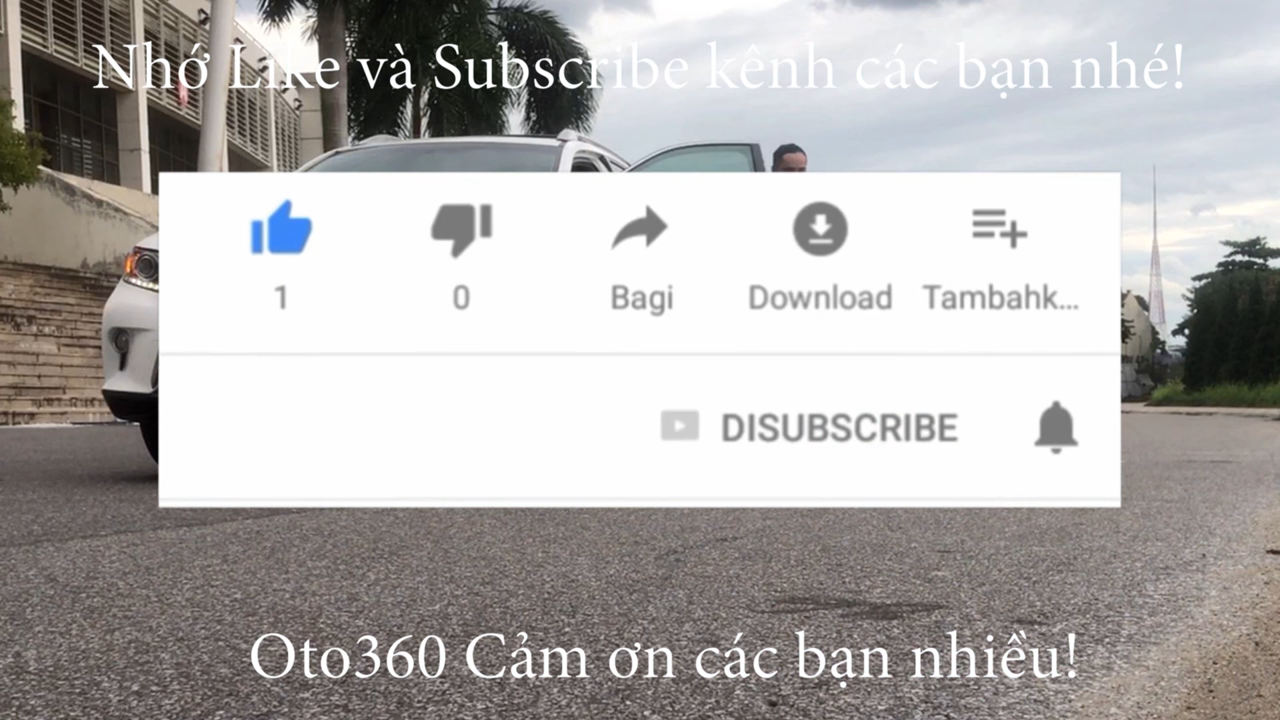 Nhớ Like và Subscribe kênh các bạn nhé!
1 0 Bagi Download Tambahk...
DISUBSCRIBE
Oto360 Cảm ơn các bạn nhiều!